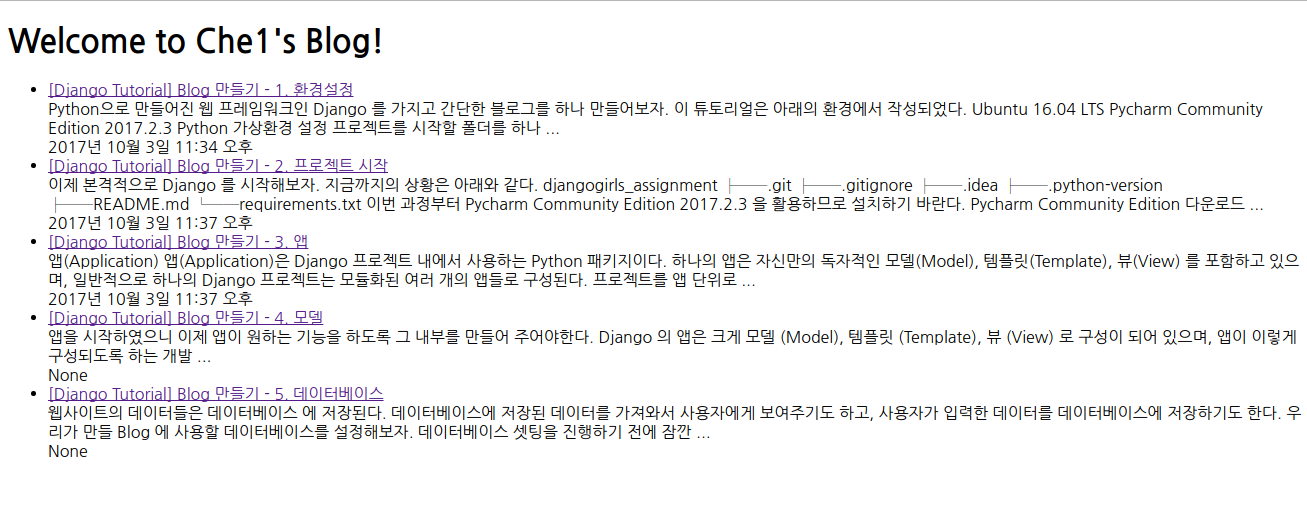 Welcome to Che1's Blog!
[Django Tutorial] Blog 만들기 - 1. 환경설정
Python으로 만들어진 웹 프레임워크인 Django 를 가지고 간단한 블로그를 하나 만들어보자. 이 튜토리얼은 아래의 환경에서 작성되었다. Ubuntu 16.04 LTS Pycharm Community
Edition 2017.2.3 Python 가상환경 설정 프로젝트를 시작할 폴더를 하나 ...
2017년 10월 3일 11:34 오후
[Django Tutorial] Blog 만들기 - 2. 프로젝트 시작
이제 본격적으로 Django 를 시작해보자. 지금까지의 상황은 아래와 같다. djangogirls_assignment ├──.git ├──.gitignore ├──.idea ├──.python-version
├──README.md └──requirements.txt 이번 과정부터 Pycharm Community Edition 2017.2.3 을 활용하므로 설치하기 바란다. Pycharm Community Edition 다운로드 ...
2017년 10월 3일 11:37 오후
[Django Tutorial] Blog 만들기 - 3. 앱
앱(Application) 앱(Application)은 Django 프로젝트 내에서 사용하는 Python 패키지이다. 하나의 앱은 자신만의 독자적인 모델(Model), 템플릿(Template), 뷰(View) 를 포함하고 있으
며, 일반적으로 하나의 Django 프로젝트는 모듈화된 여러 개의 앱들로 구성된다. 프로젝트를 앱 단위로 ...
2017년 10월 3일 11:37 오후
[Django Tutorial] Blog 만들기 - 4. 모델
앱을 시작하였으니 이제 앱이 원하는 기능을 하도록 그 내부를 만들어 주어야한다. Django 의 앱은 크게 모델 (Model), 템플릿 (Template), 뷰 (View) 로 구성이 되어 있으며, 앱이 이렇게
구성되도록 하는 개발 ...
None
[Django Tutorial] Blog 만들기 - 5. 데이터베이스
웹사이트의 데이터들은 데이터베이스 에 저장된다. 데이터베이스에 저장된 데이터를 가져와서 사용자에게 보여주기도 하고, 사용자가 입력한 데이터를 데이터베이스에 저장하기도 한다. 우
리가 만들 Blog 에 사용할 데이터베이스를 설정해보자. 데이터베이스 셋팅을 진행하기 전에 잠깐 ...
None